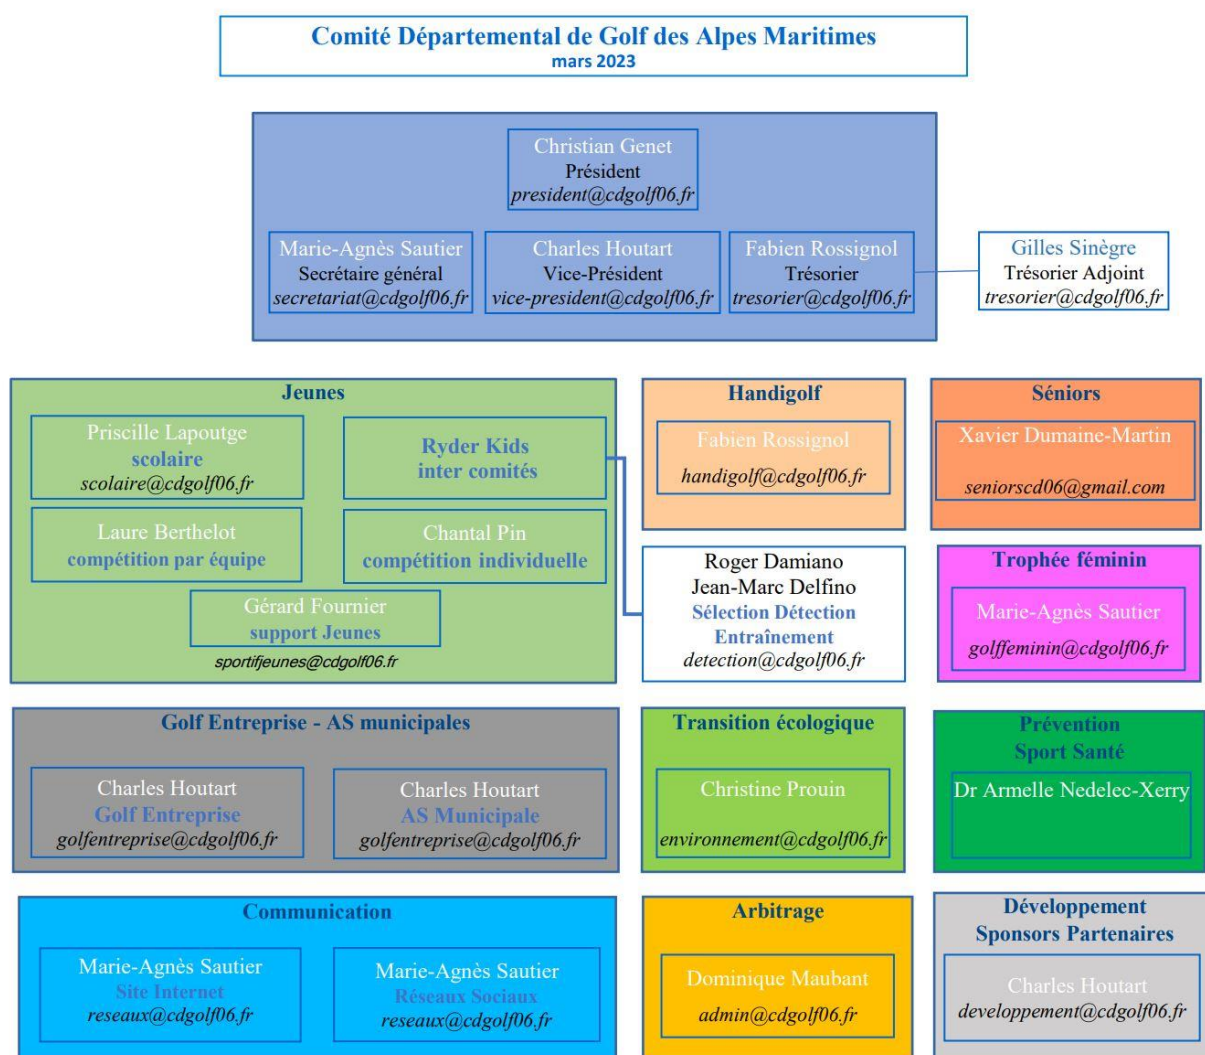 Comité Départemental de Golf des Alpes Maritimes
mars 2023
Christian Genet
Président
president@cdgolf06.fr
Marie-Agnès Sautier
Secrétaire général
secretariat@cdgolf06.fr
Charles Houtart
Vice-Président
vice-president@cdgolf06.fr
Fabien Rossignol
Trésorier
tresorier@cdgolf06.fr
Gilles Sinègre
Trésorier Adjoint
tresorier@cdgolf06.fr
Jeunes
Priscille Lapoutge
scolaire
scolaire@cdgolf06.fr
Ryder Kids
inter comités
Laure Berthelot
compétition par équipe
Chantal Pin
compétition individuelle
Gérard Fournier
support Jeunes
sportifjeunes@cdgolf06.fr
Handigolf
Fabien Rossignol
handigolf@cdgolf06.fr
Séniors
Xavier Dumaine-Martin
seniorscd06@gmail.com
Roger Damiano
Jean-Marc Delfino
Sélection Détection
Entraînement
detection@cdgolf06.fr
Trophée féminin
Marie-Agnès Sautier
golffeminin@cdgolf06.fr
Golf Entreprise - AS municipales
Charles Houtart
Golf Entreprise
golfentreprise@cdgolf06.fr
Charles Houtart
AS Municipale
golfentreprise@cdgolf06.fr
Transition écologique
Christine Prouin
environnement@cdgolf06.fr
Prévention
Sport Santé
Dr Armelle Nedelec-Xerry
Communication
Marie-Agnès Sautier
Site Internet
reseaux@cdgolf06.fr
Marie-Agnès Sautier
Réseaux Sociaux
reseaux@cdgolf06.fr
Arbitrage
Dominique Maubant
admin@cdgolf06.fr
Développement
Sponsors Partenaires
Charles Houtart
developpement@cdgolf06.fr